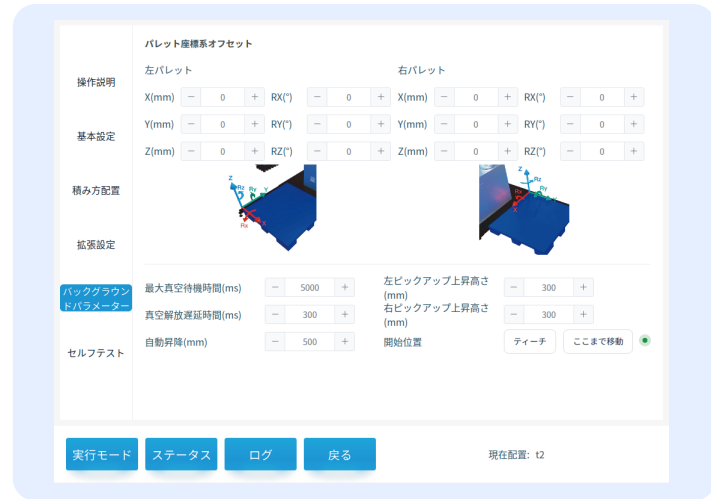 パレット座標系オフセット
左パレット
右パレット
X(mm) − 0 + RX(°) − 0 + X(mm) − 0 + RX(°) − 0 +
Y(mm) − 0 + RY(°) − 0 + Y(mm) − 0 + RY(°) − 0 +
Z(mm) − 0 + RZ(°) − 0 + Z(mm) − 0 + RZ(°) − 0 +
操作説明
基本設定
積み方配置
拡張設定
バックグラウン
ドパラメーター
セルフテスト
Z
Rz
Ry
Y
Rx
X
Z
Rz
Ry
Y
Rx
X
最大真空待機時間(ms) − 5000 +
左ピックアップ上昇高さ
(mm) − 300 +
真空解放遅延時間(ms) − 300 +
右ピックアップ上昇高さ
(mm) − 300 +
自動昇降(mm) − 500 +
開始位置 ティーチ ここまで移動
実行モード ステータス ログ 戻る
現在配置: t2